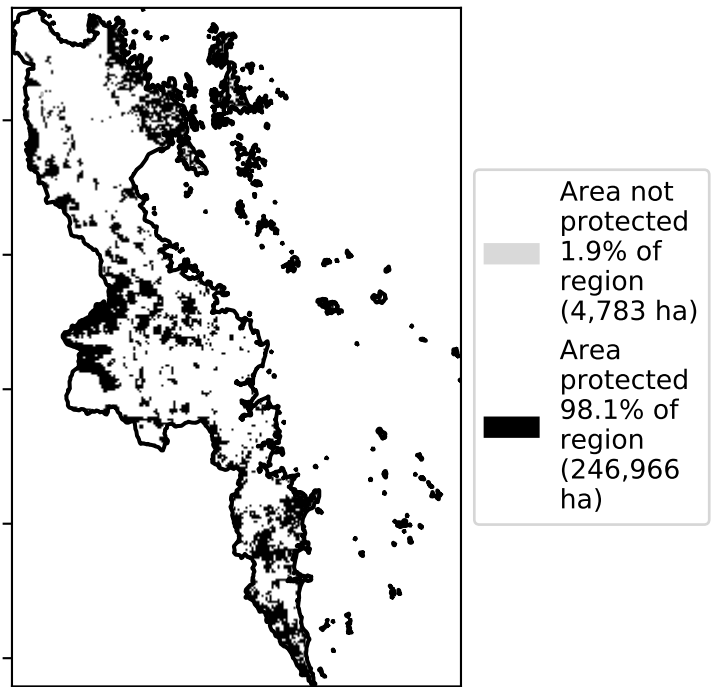 Area not
protected
1.9% of
region
(4,783 ha)
Area
protected
98.1% of
region
(246,966
ha)